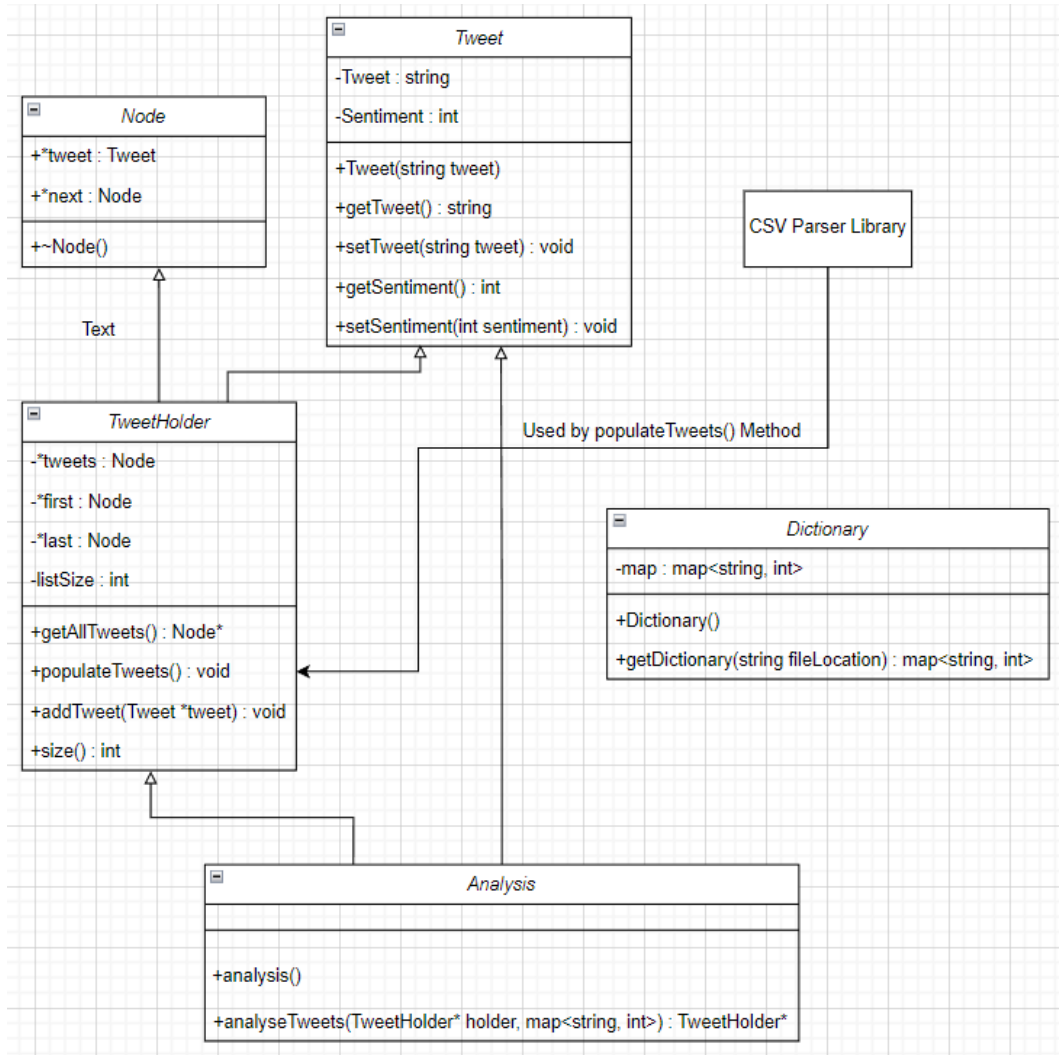 Tweet
-Tweet : string
-Sentiment : int
+Tweet(string tweet)
+getTweet() : string
+setTweet(string tweet) : void
+getSentiment() : int
+setSentiment(int sentiment) : void
Node
+*tweet : Tweet
+*next : Node
+~Node()
CSV Parser Library
Text
Used by populateTweets() Method
TweetHolder
-*tweets : Node
-*first : Node
-*last : Node
-listSize : int
+getAllTweets() : Node*
+populateTweets() : void
+addTweet(Tweet *tweet) : void
+size() : int
Dictionary
-map : map<string, int>
+Dictionary()
+getDictionary(string fileLocation) : map<string, int>
Analysis
+analysis()
+analyseTweets(TweetHolder* holder, map<string, int>) : TweetHolder*